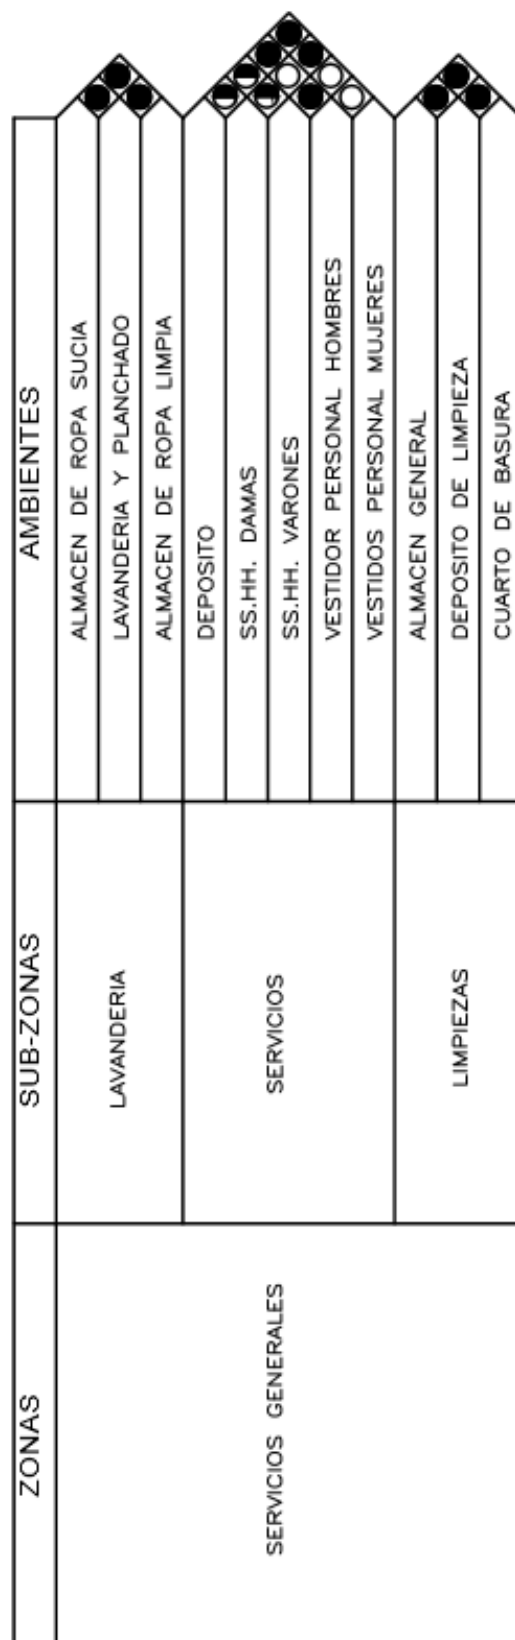 ZONAS SUB-ZONAS AMBIENTES
SERVICIOS GENERALES
LAVANDERIA
ALMACEN DE ROPA SUCIA
LAVANDERIA Y PLANCHADO
ALMACEN DE ROPA LIMPIA
SERVICIOS
DEPOSITO
SS.HH. DAMAS
SS.HH. VARONES
VESTIDOR PERSONAL HOMBRES
VESTIDOS PERSONAL MUJERES
LIMPIEZAS
ALMACEN GENERAL
DEPOSITO DE LIMPIEZA
CUARTO DE BASURA